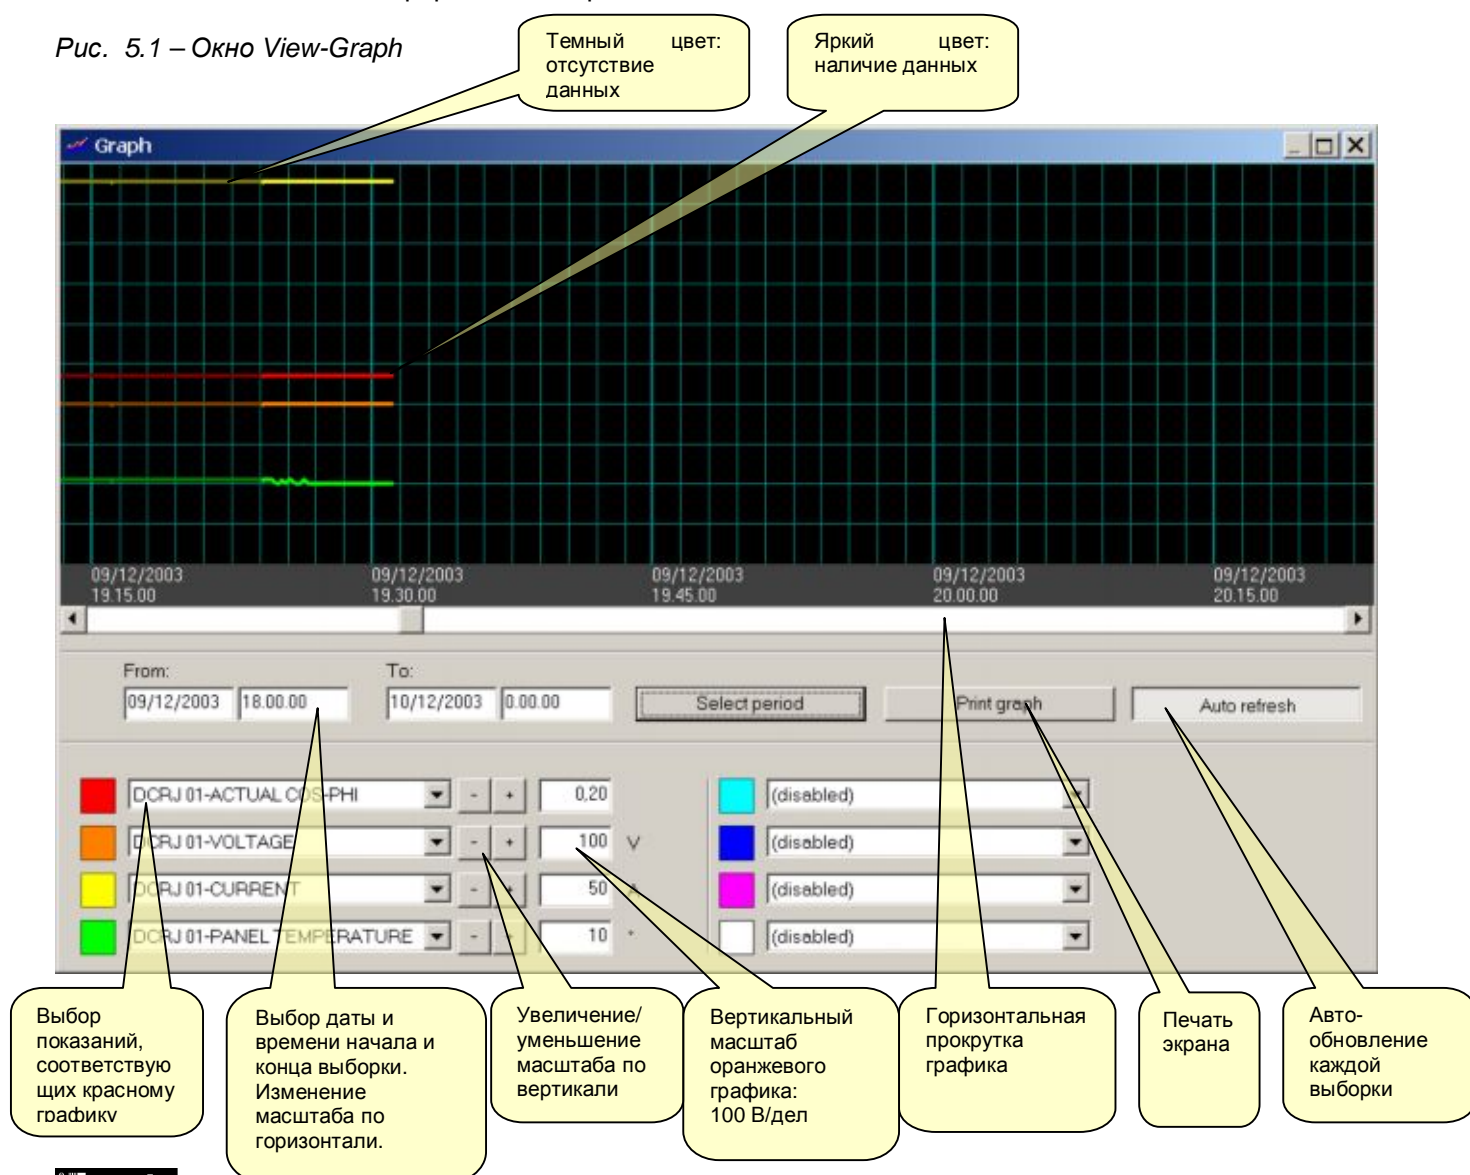 Рис. 5.1 – Окно View-Graph
Темный цвет:
отсутствие
данных
Яркий цвет:
наличие данных
Graph
09/12/2003 09/12/2003 09/12/2003 09/12/2003 09/12/2003
19.15.00 19.30.00 19.45.00 20.00.00 20.15.00
From: To:
09/12/2003 18.00.00 10/12/2003 0.00.00 Select period Print graph Auto refresh
DCRJ 01-ACTUAL COS-PHI - + 0,20 (disabled)
DCRJ 01-VOLTAGE - + 100 V (disabled)
DCRJ 01-CURRENT - + 50 A (disabled)
DCRJ 01-PANEL TEMPERATURE - + 10 ° (disabled)
Выбор
показаний,
соответствую
щих красному
графику
Выбор даты и
времени начала и
конца выборки.
Изменение
масштаба по
горизонтали.
Увеличение/
уменьшение
масштаба по
вертикали
Вертикальный
масштаб
оранжевого
графика:
100 В/дел
Горизонтальная
прокрутка
графика
Печать
экрана
Авто-
обновление
каждой
выборки